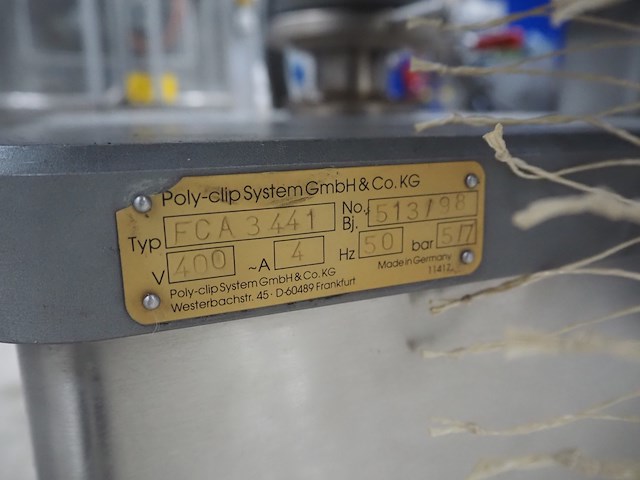 Poly-clip System GmbH & Co. KG
Typ FCA 3441 No. Bj. 513/98
V 400 ~A 4 Hz 50 bar 5/7
Poly-clip System GmbH & Co. KG
Westerbachstr. 45 · D-60489 Frankfurt
Made in Germany
11412